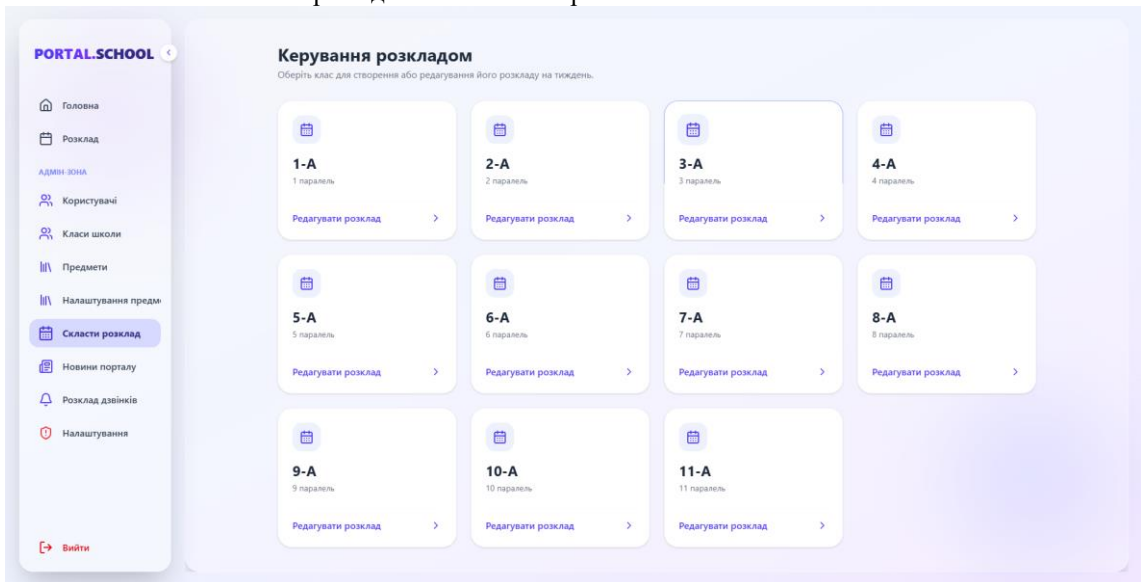 PORTAL.SCHOOL
Головна
Розклад
АДМІН-ЗОНА
Користувачі
Класи школи
Предмети
Налаштування предм
Скласти розклад
Новини порталу
Розклад дзвінків
Налаштування
Вийти
Керування розкладом
Оберіть клас для створення або редагування його розкладу на тиждень.
1-А
1 паралель
Редагувати розклад
2-А
2 паралель
Редагувати розклад
3-А
3 паралель
Редагувати розклад
4-А
4 паралель
Редагувати розклад
5-А
5 паралель
Редагувати розклад
6-А
6 паралель
Редагувати розклад
7-А
7 паралель
Редагувати розклад
8-А
8 паралель
Редагувати розклад
9-А
9 паралель
Редагувати розклад
10-А
10 паралель
Редагувати розклад
11-А
11 паралель
Редагувати розклад